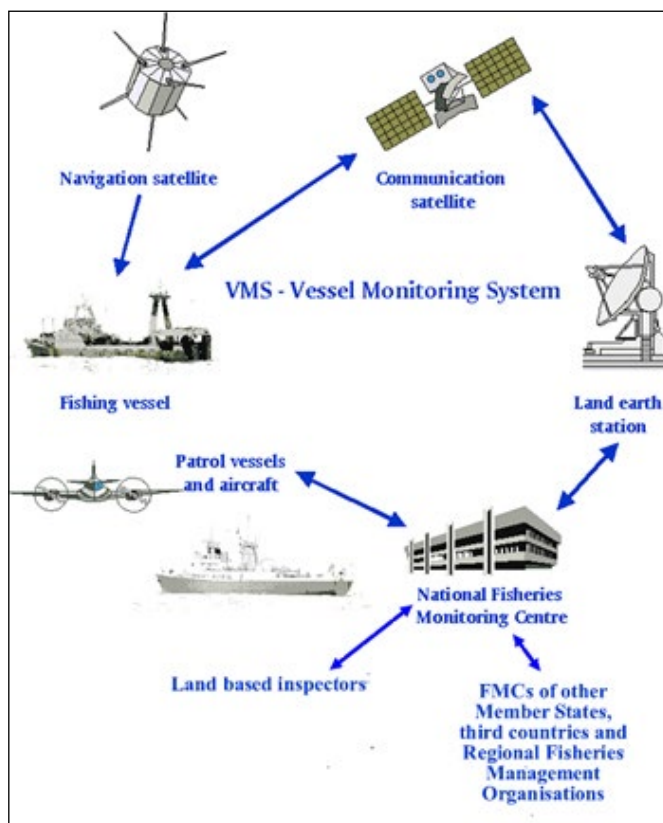 Navigation satellite
Communication
satellite
VMS - Vessel Monitoring System
Fishing vessel
Land earth
station
Patrol vessels
and aircraft
National Fisheries
Monitoring Centre
Land based inspectors
FMCs of other
Member States,
third countries and
Regional Fisheries
Management
Organisations